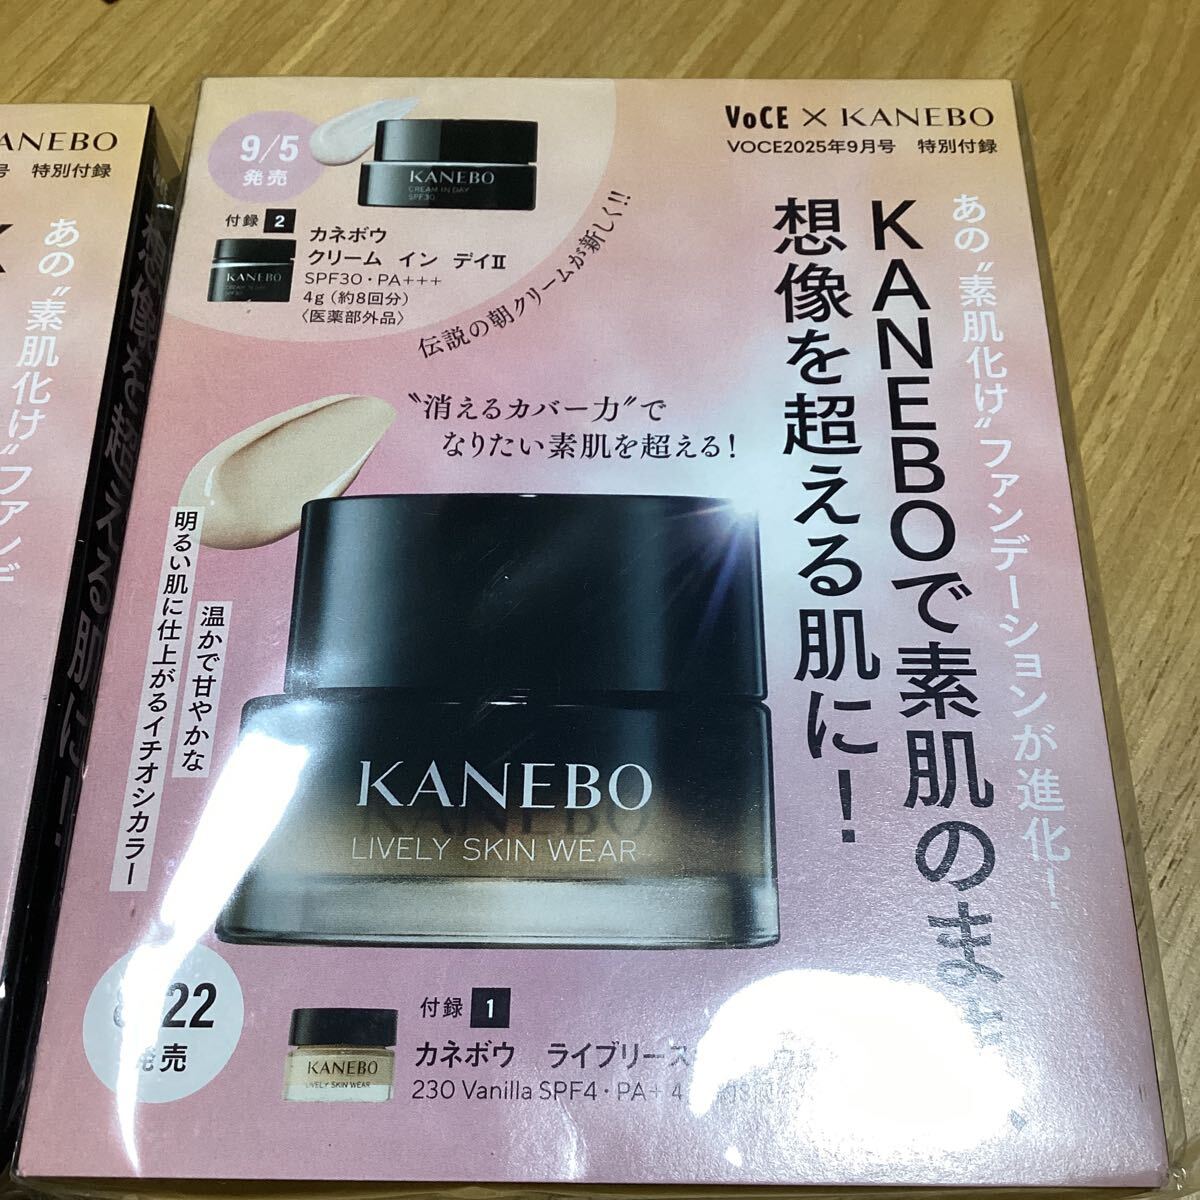 VOCE × KANEBO
VOCE2025年9月号 特別付録
あの〝素肌化け〟ファンデーションが進化！
KANEBOで素肌のま
想像を超える肌に！
9/5
発売
KANEBO
CREAM IN DAY
SPF30
付録 2
カネボウ
クリーム イン デイⅡ
SPF30・PA+++
4g（約8回分）
〈医薬部外品〉
KANEBO
伝説の朝クリームが新しく!!
〝消えるカバー力〟で
なりたい素肌を超える！
温かで甘やかな
明るい肌に仕上がるイチオシカラー
KANEBO
LIVELY SKIN WEAR
22
発売
付録 1
カネボウ ライブリース
230 Vanilla SPF4・PA+ 4
KANEBO
LIVELY SKIN WEAR
ANEBO
号 特別付録
あの〝素肌化け〟ファンデ
想像を超える肌に！